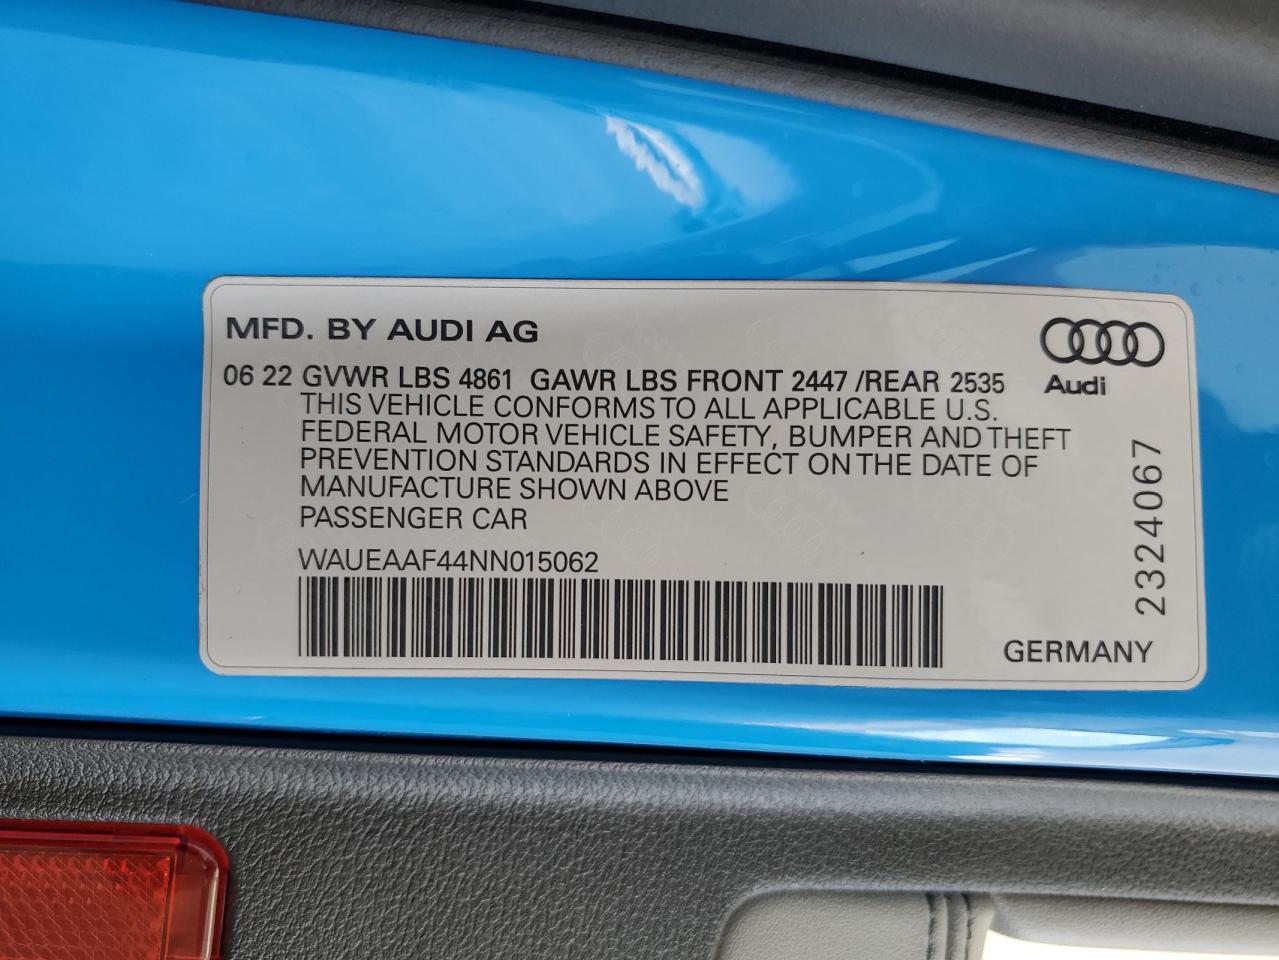 MFD. BY AUDI AG
06 22 GVWR LBS 4861 GAWR LBS FRONT 2447 /REAR 2535
THIS VEHICLE CONFORMS TO ALL APPLICABLE U.S.
FEDERAL MOTOR VEHICLE SAFETY, BUMPER AND THEFT
PREVENTION STANDARDS IN EFFECT ON THE DATE OF
MANUFACTURE SHOWN ABOVE
PASSENGER CAR
WAUEAAF44NN015062
Audi
2324067
GERMANY